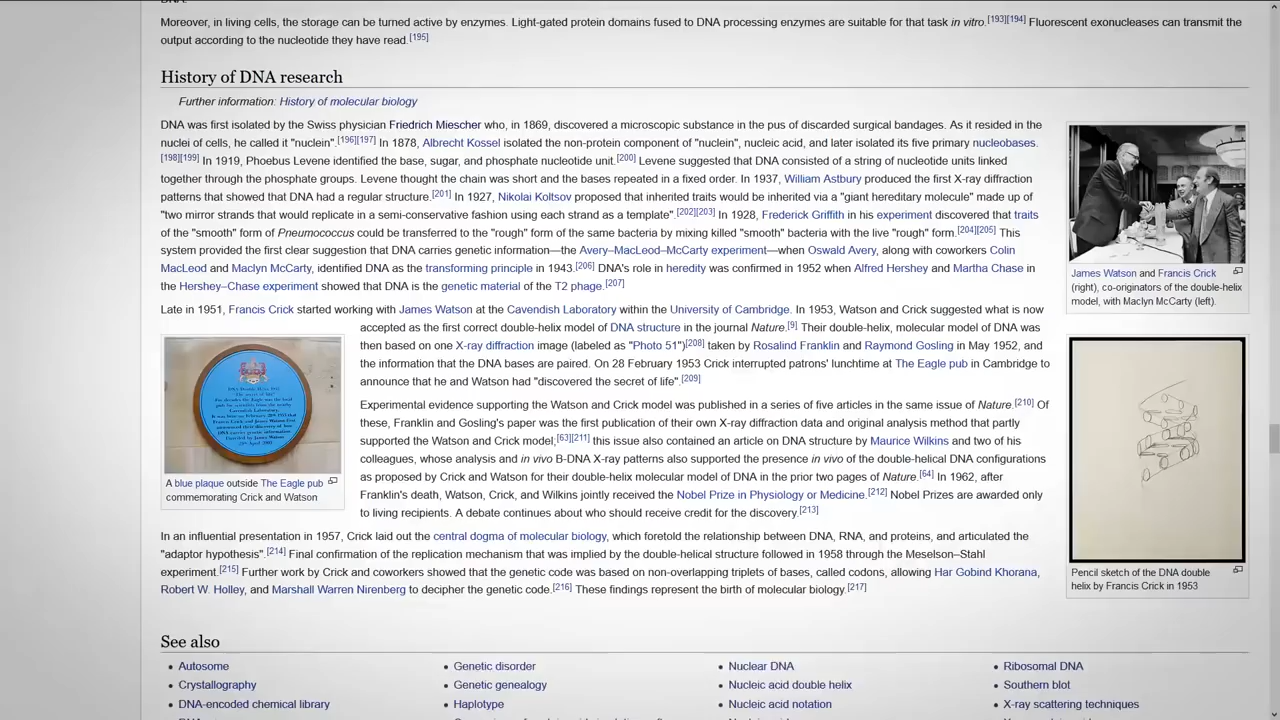 DNA.
Moreover, in living cells, the storage can be turned active by enzymes. Light-gated protein domains fused to DNA processing enzymes are suitable for that task in vitro.[193][194] Fluorescent exonucleases can transmit the
output according to the nucleotide they have read.[195]
History of DNA research
Further information: History of molecular biology
DNA was first isolated by the Swiss physician Friedrich Miescher who, in 1869, discovered a microscopic substance in the pus of discarded surgical bandages. As it resided in the
nuclei of cells, he called it "nuclein".[196][197] In 1878, Albrecht Kossel isolated the non-protein component of "nuclein", nucleic acid, and later isolated its five primary nucleobases.
[198][199] In 1919, Phoebus Levene identified the base, sugar, and phosphate nucleotide unit.[200] Levene suggested that DNA consisted of a string of nucleotide units linked
together through the phosphate groups. Levene thought the chain was short and the bases repeated in a fixed order. In 1937, William Astbury produced the first X-ray diffraction
patterns that showed that DNA had a regular structure.[201] In 1927, Nikolai Koltsov proposed that inherited traits would be inherited via a "giant hereditary molecule" made up of
"two mirror strands that would replicate in a semi-conservative fashion using each strand as a template".[202][203] In 1928, Frederick Griffith in his experiment discovered that traits
of the "smooth" form of Pneumococcus could be transferred to the "rough" form of the same bacteria by mixing killed "smooth" bacteria with the live "rough" form.[204][205] This
system provided the first clear suggestion that DNA carries genetic information—the Avery–MacLeod–McCarty experiment—when Oswald Avery, along with coworkers Colin
MacLeod and Maclyn McCarty, identified DNA as the transforming principle in 1943.[206] DNA's role in heredity was confirmed in 1952 when Alfred Hershey and Martha Chase in
the Hershey–Chase experiment showed that DNA is the genetic material of the T2 phage.[207]
James Watson and Francis Crick
(right), co-originators of the double-helix
model, with Maclyn McCarty (left).
Late in 1951, Francis Crick started working with James Watson at the Cavendish Laboratory within the University of Cambridge. In 1953, Watson and Crick suggested what is now
accepted as the first correct double-helix model of DNA structure in the journal Nature.[9] Their double-helix, molecular model of DNA was
then based on one X-ray diffraction image (labeled as "Photo 51")[208] taken by Rosalind Franklin and Raymond Gosling in May 1952, and
the information that the DNA bases are paired. On 28 February 1953 Crick interrupted patrons' lunchtime at The Eagle pub in Cambridge to
announce that he and Watson had "discovered the secret of life".[209]
A blue plaque outside The Eagle pub
commemorating Crick and Watson
Experimental evidence supporting the Watson and Crick model was published in a series of five articles in the same issue of Nature.[210] Of
these, Franklin and Gosling's paper was the first publication of their own X-ray diffraction data and original analysis method that partly
supported the Watson and Crick model;[63][211] this issue also contained an article on DNA structure by Maurice Wilkins and two of his
colleagues, whose analysis and in vivo B-DNA X-ray patterns also supported the presence in vivo of the double-helical DNA configurations
as proposed by Crick and Watson for their double-helix molecular model of DNA in the prior two pages of Nature.[64] In 1962, after
Franklin's death, Watson, Crick, and Wilkins jointly received the Nobel Prize in Physiology or Medicine.[212] Nobel Prizes are awarded only
to living recipients. A debate continues about who should receive credit for the discovery.[213]
In an influential presentation in 1957, Crick laid out the central dogma of molecular biology, which foretold the relationship between DNA, RNA, and proteins, and articulated the
"adaptor hypothesis".[214] Final confirmation of the replication mechanism that was implied by the double-helical structure followed in 1958 through the Meselson–Stahl
experiment.[215] Further work by Crick and coworkers showed that the genetic code was based on non-overlapping triplets of bases, called codons, allowing Har Gobind Khorana,
Robert W. Holley, and Marshall Warren Nirenberg to decipher the genetic code.[216] These findings represent the birth of molecular biology.[217]
Pencil sketch of the DNA double
helix by Francis Crick in 1953
See also
Autosome
Crystallography
DNA-encoded chemical library
Genetic disorder
Genetic genealogy
Haplotype
Nuclear DNA
Nucleic acid double helix
Nucleic acid notation
Ribosomal DNA
Southern blot
X-ray scattering techniques